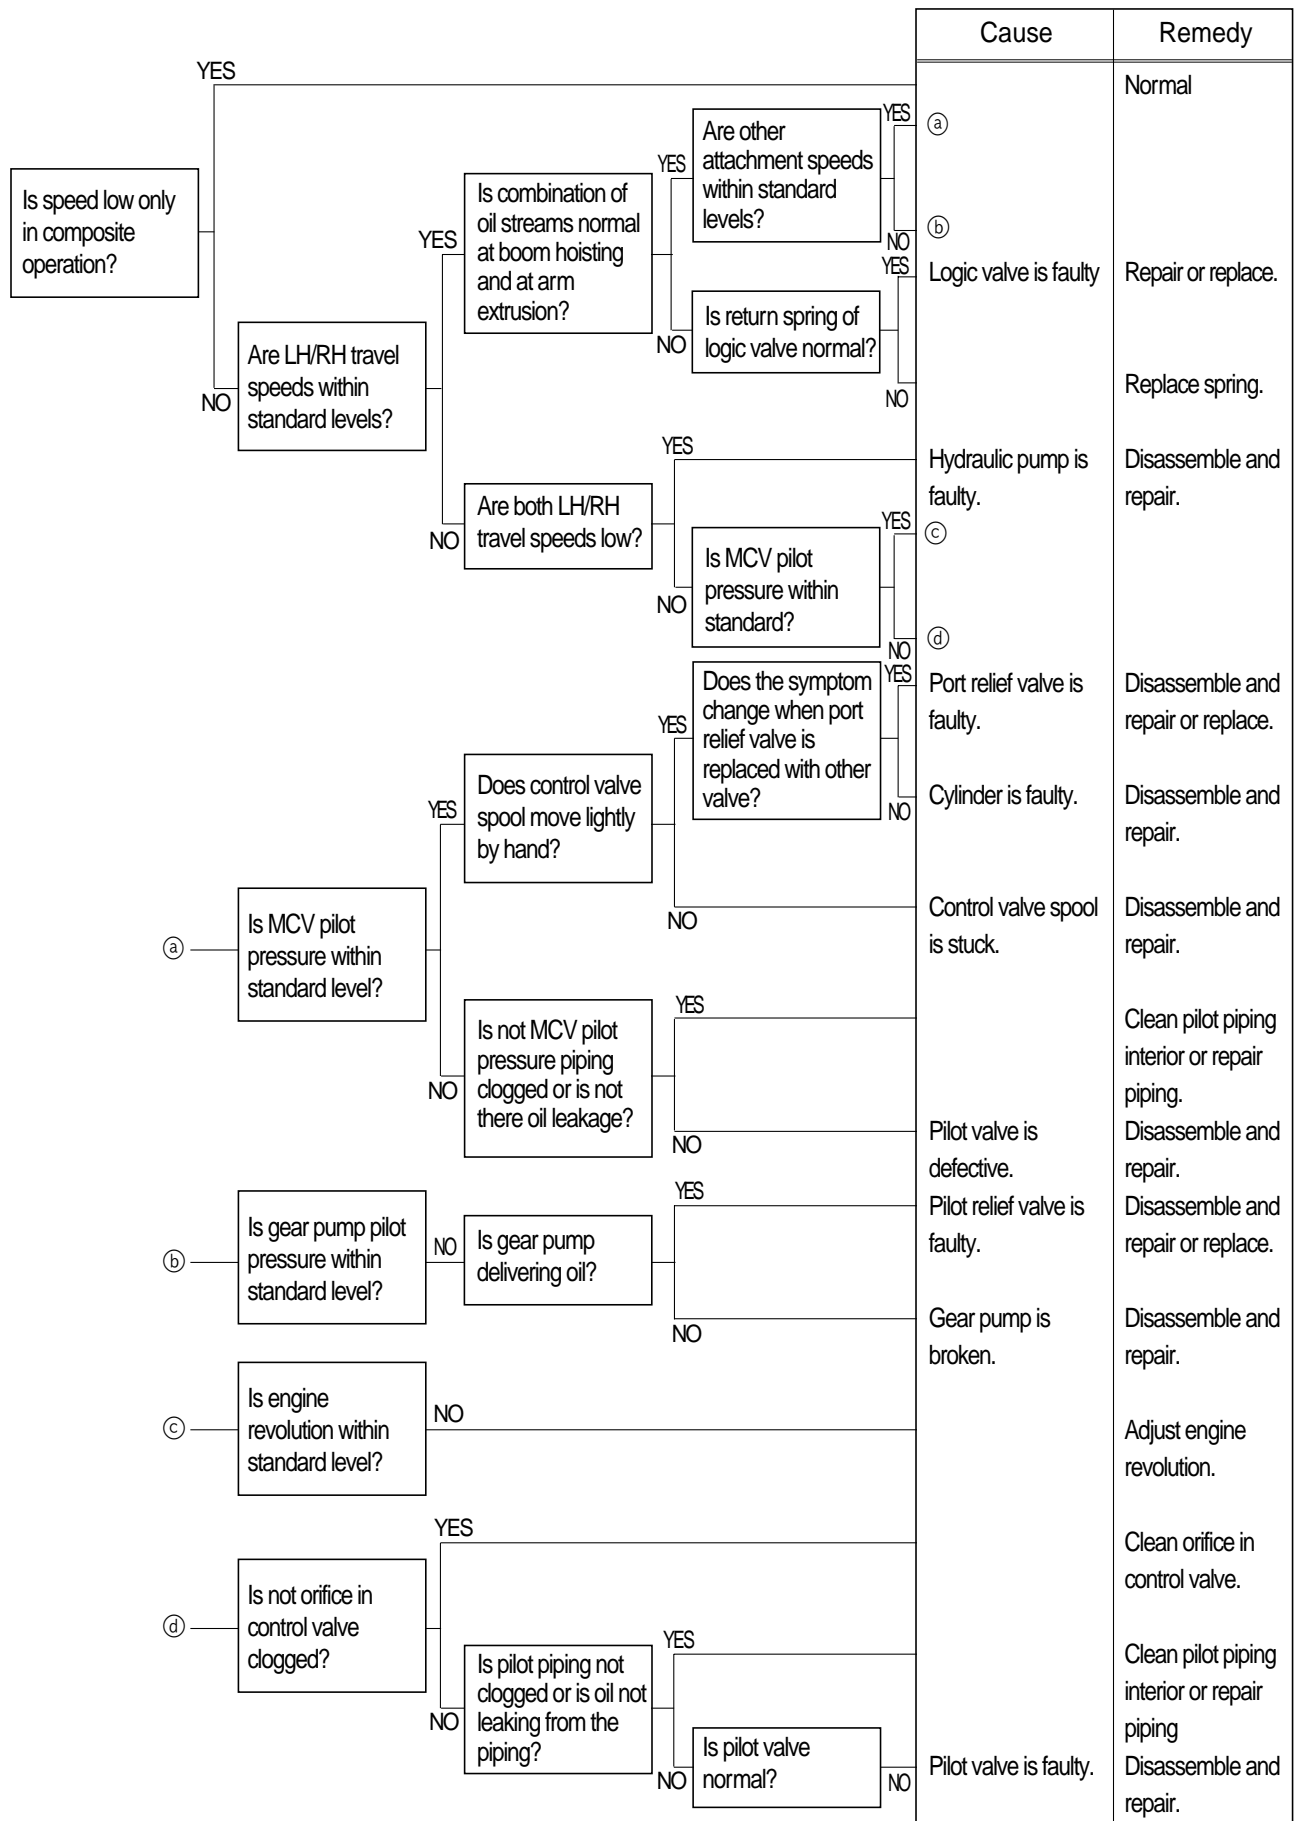 Cause
Remedy
YES
Normal
Is speed low only
in composite
operation?
NO
Are LH/RH travel
speeds within
standard levels?
YES
Is combination of
oil streams normal
at boom hoisting
and at arm
extrusion?
YES
Are other
attachment speeds
within standard
levels?
YES
ⓐ
NO
ⓑ
NO
Is return spring of
logic valve normal?
YES
Logic valve is faulty
Repair or replace.
NO
Replace spring.
NO
Are both LH/RH
travel speeds low?
YES
Hydraulic pump is
faulty.
Disassemble and
repair.
NO
Is MCV pilot
pressure within
standard?
YES
ⓒ
NO
ⓓ
ⓐ
Is MCV pilot
pressure within
standard level?
YES
Does control valve
spool move lightly
by hand?
YES
Does the symptom
change when port
relief valve is
replaced with other
valve?
YES
Port relief valve is
faulty.
Disassemble and
repair or replace.
NO
Cylinder is faulty.
Disassemble and
repair.
NO
Control valve spool
is stuck.
Disassemble and
repair.
NO
Is not MCV pilot
pressure piping
clogged or is not
there oil leakage?
YES
Clean pilot piping
interior or repair
piping.
NO
Pilot valve is
defective.
Disassemble and
repair.
ⓑ
Is gear pump pilot
pressure within
standard level?
NO
Is gear pump
delivering oil?
YES
Pilot relief valve is
faulty.
Disassemble and
repair or replace.
NO
Gear pump is
broken.
Disassemble and
repair.
ⓒ
Is engine
revolution within
standard level?
NO
Adjust engine
revolution.
ⓓ
Is not orifice in
control valve
clogged?
YES
Clean orifice in
control valve.
NO
Is pilot piping not
clogged or is oil not
leaking from the
piping?
YES
Clean pilot piping
interior or repair
piping
NO
Is pilot valve
normal?
NO
Pilot valve is faulty.
Disassemble and
repair.